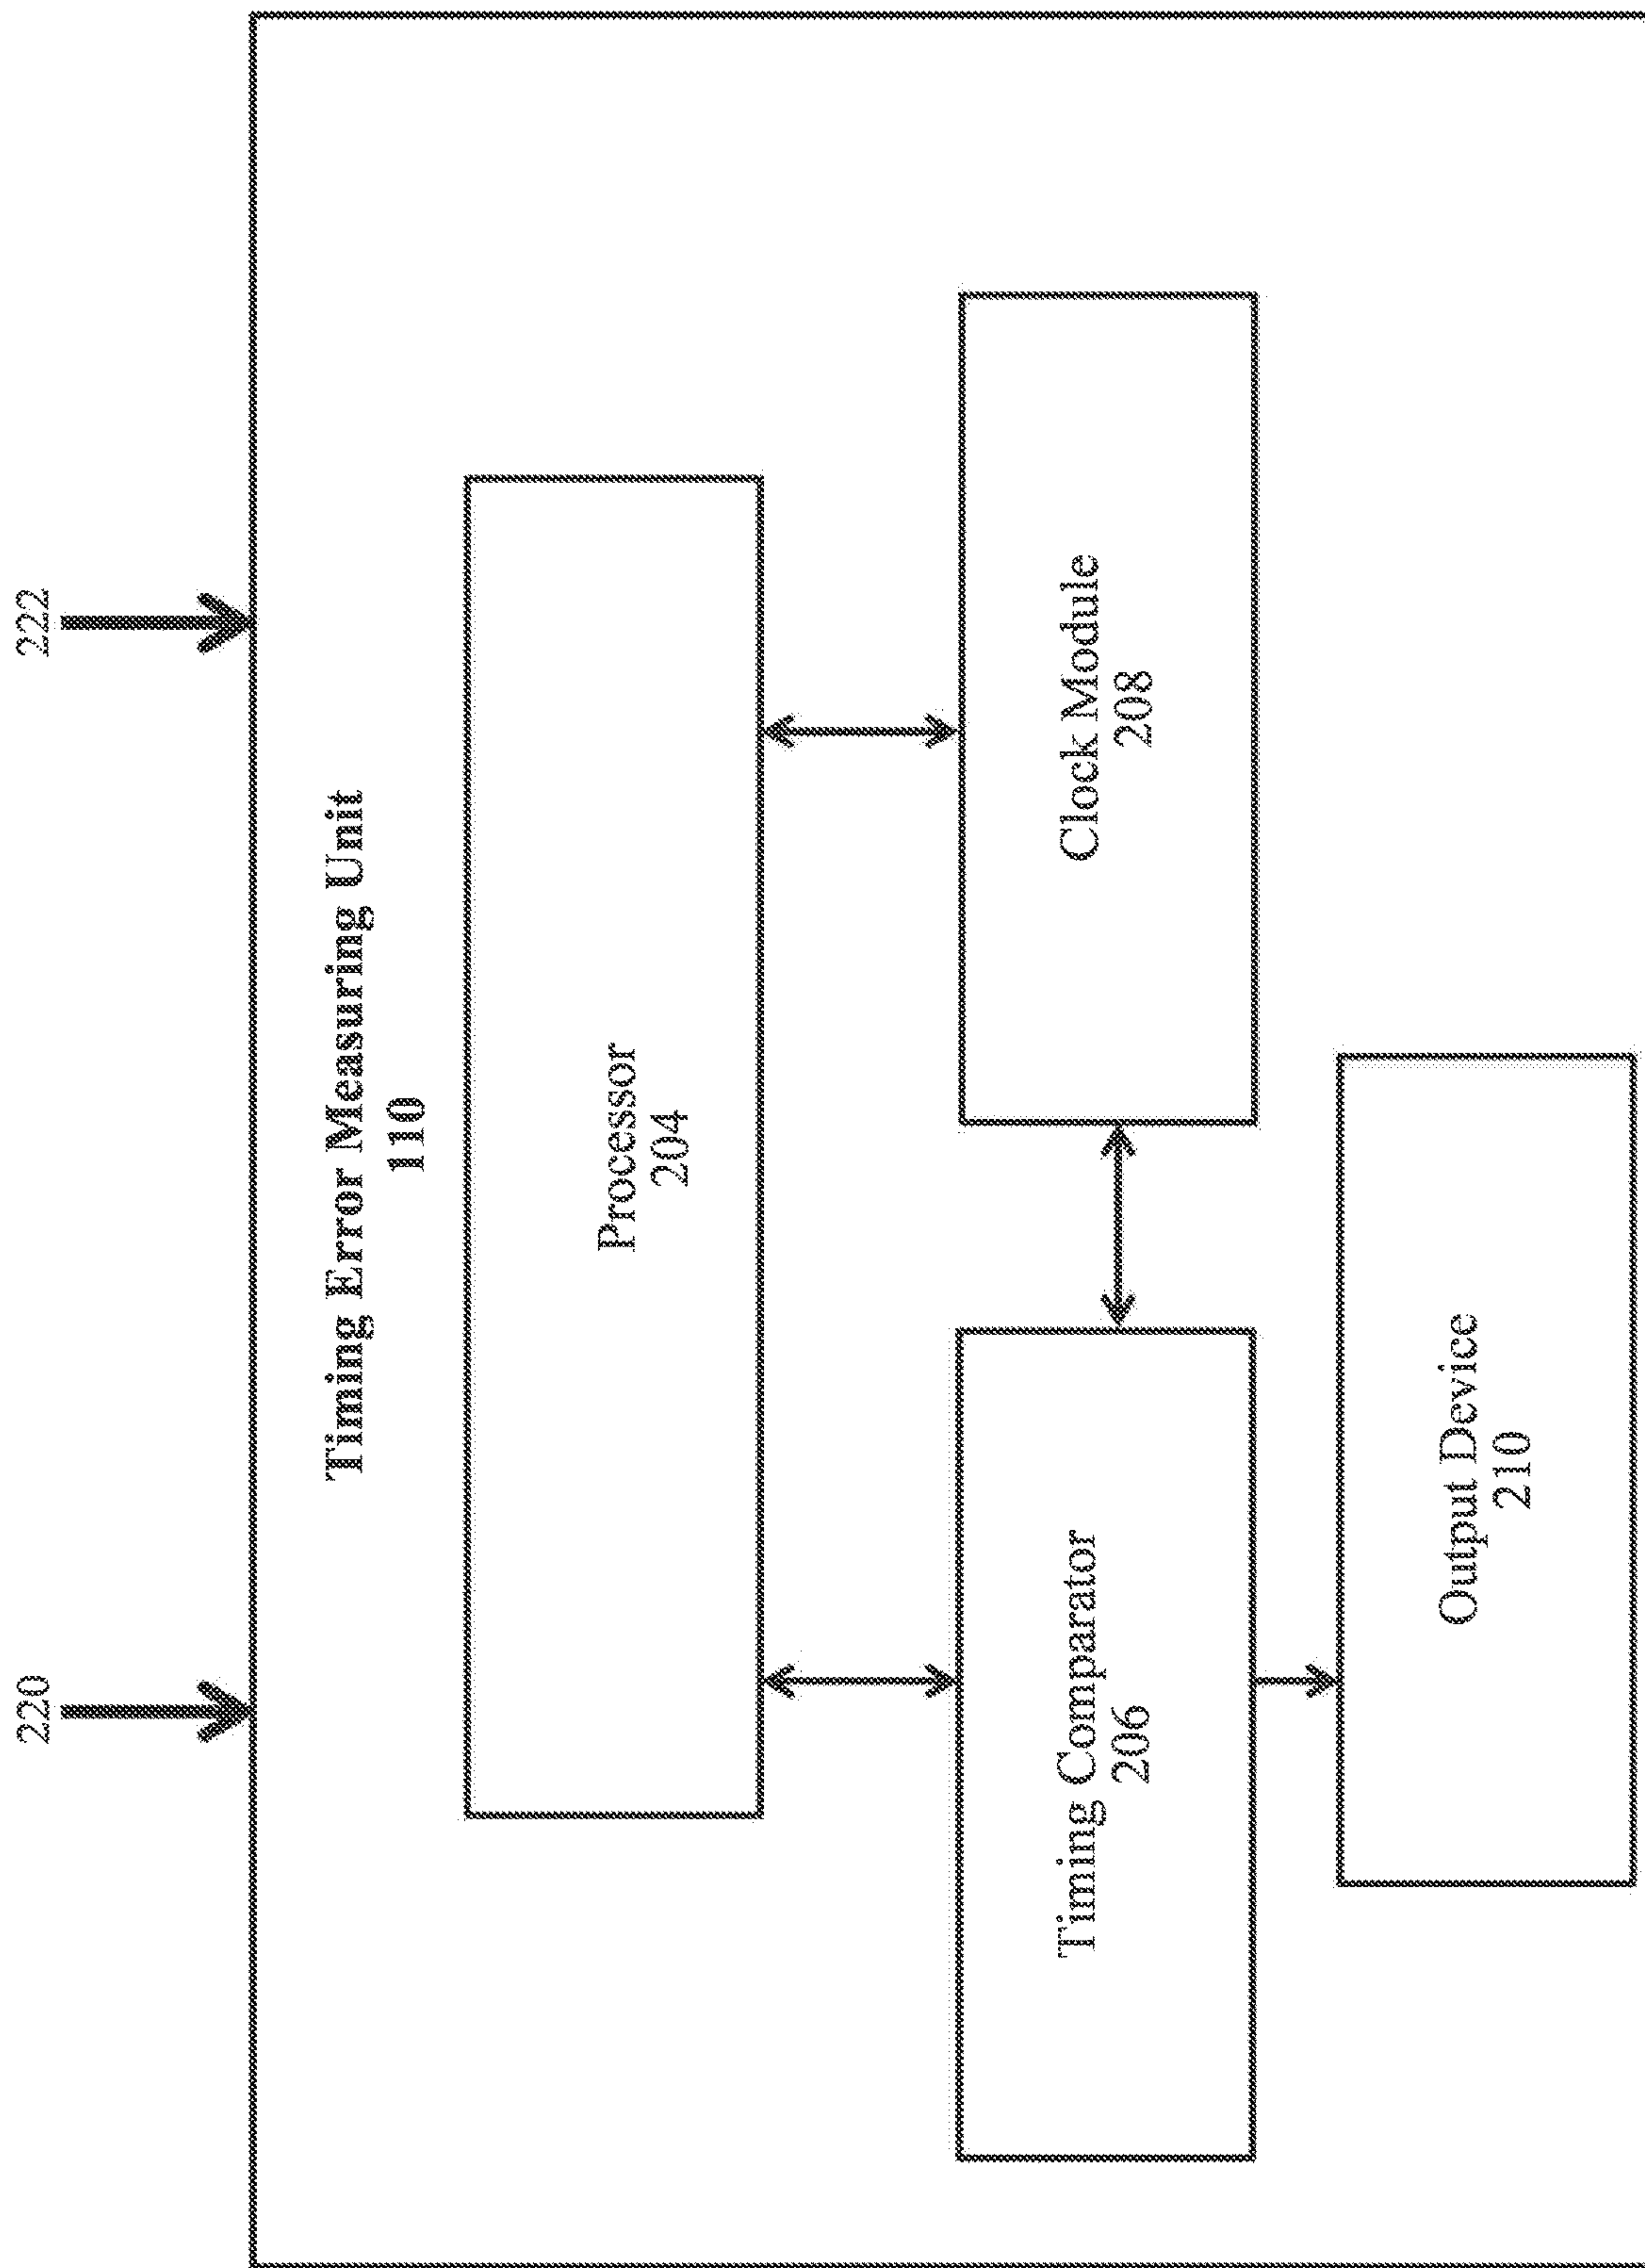 220
222
Timing Error Measuring Unit
110
Processor
204
Timing Comparator
206
Clock Module
208
Output Device
210